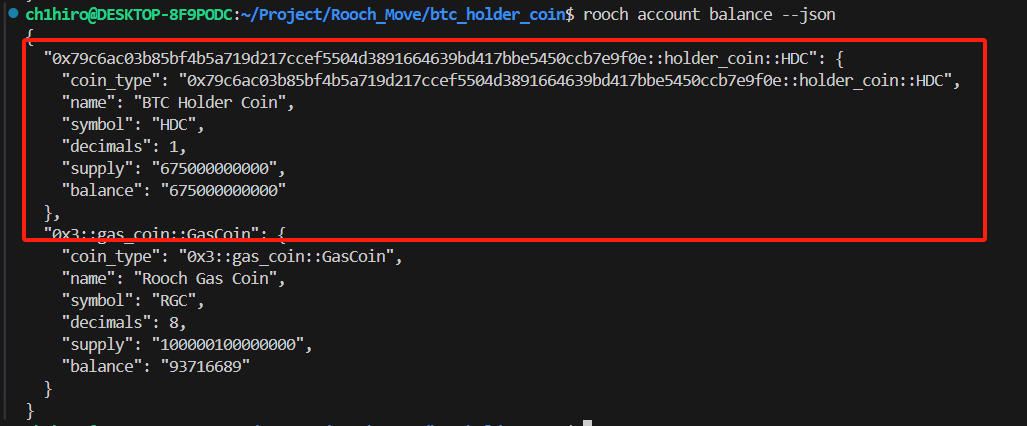 ch1hiro@DESKTOP-8F9PODC:~/Project/Rooch_Move/btc_holder_coin$ rooch account balance --json
{
  "0x79c6ac03b85bf4b5a719d217ccef5504d3891664639bd417bbe5450ccb7e9f0e::holder_coin::HDC": {
    "coin_type": "0x79c6ac03b85bf4b5a719d217ccef5504d3891664639bd417bbe5450ccb7e9f0e::holder_coin::HDC",
    "name": "BTC Holder Coin",
    "symbol": "HDC",
    "decimals": 1,
    "supply": "675000000000",
    "balance": "675000000000"
  },
  "0x3::gas_coin::GasCoin": {
    "coin_type": "0x3::gas_coin::GasCoin",
    "name": "Rooch Gas Coin",
    "symbol": "RGC",
    "decimals": 8,
    "supply": "100000100000000",
    "balance": "93716689"
  }
}